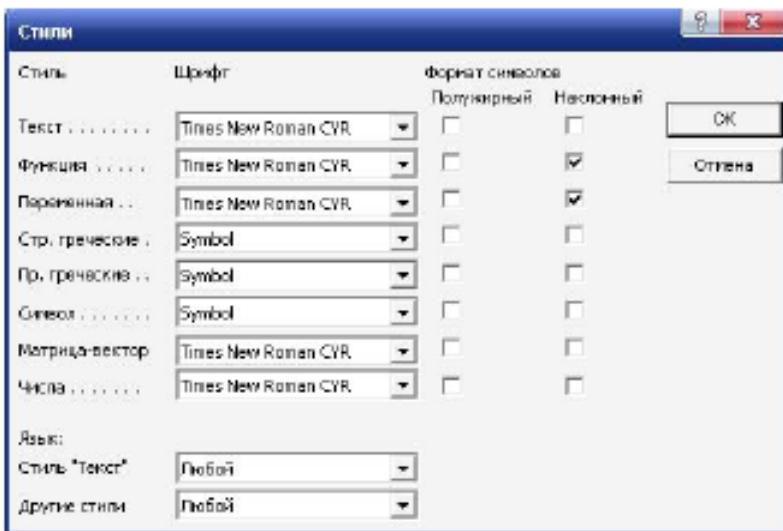 Стили
Стиль Шрифт Формат символов
Полужирный Наклонный
Текст . . . . . . . . Times New Roman CYR OK
Функция . . . . . Times New Roman CYR Отмена
Переменная . . Times New Roman CYR
Стр. греческие . Symbol
Пр. греческие . . Symbol
Символ . . . . . . . Symbol
Матрица-вектор Times New Roman CYR
Числа . . . . . . . Times New Roman CYR
Язык:
Стиль "Текст" Любой
Другие стили Любой